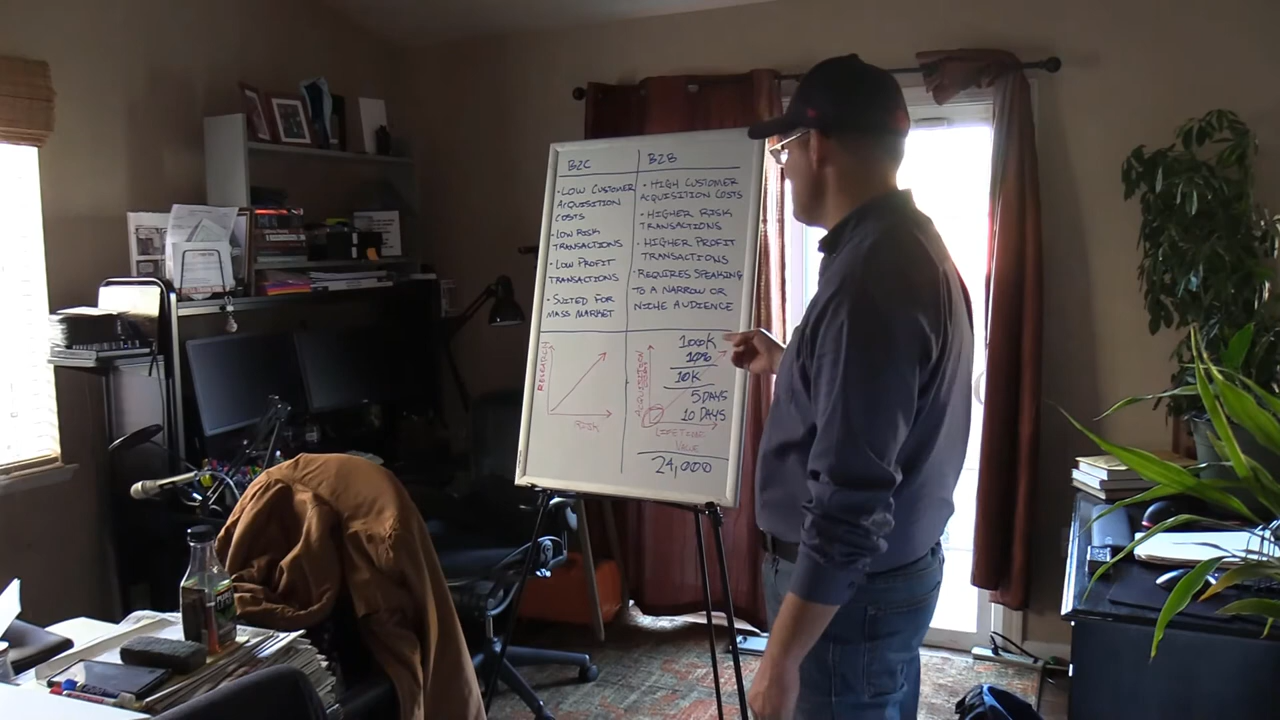 B2C
• LOW CUSTOMER
ACQUISITION
COSTS
• LOW RISK
TRANSACTIONS
• LOW PROFIT
TRANSACTIONS
• SUITED FOR
MASS MARKET
B2B
• HIGH CUSTOMER
ACQUISITION COSTS
• HIGHER RISK
TRANSACTIONS
• HIGHER PROFIT
TRANSACTIONS
• REQUIRES SPEAKING
TO A NARROW OR
NICHE AUDIENCE
RESEARCH
RISK
ACQUISITION
LIFETIME
VALUE
100K
10%
10K
5 DAYS
10 DAYS
24,000